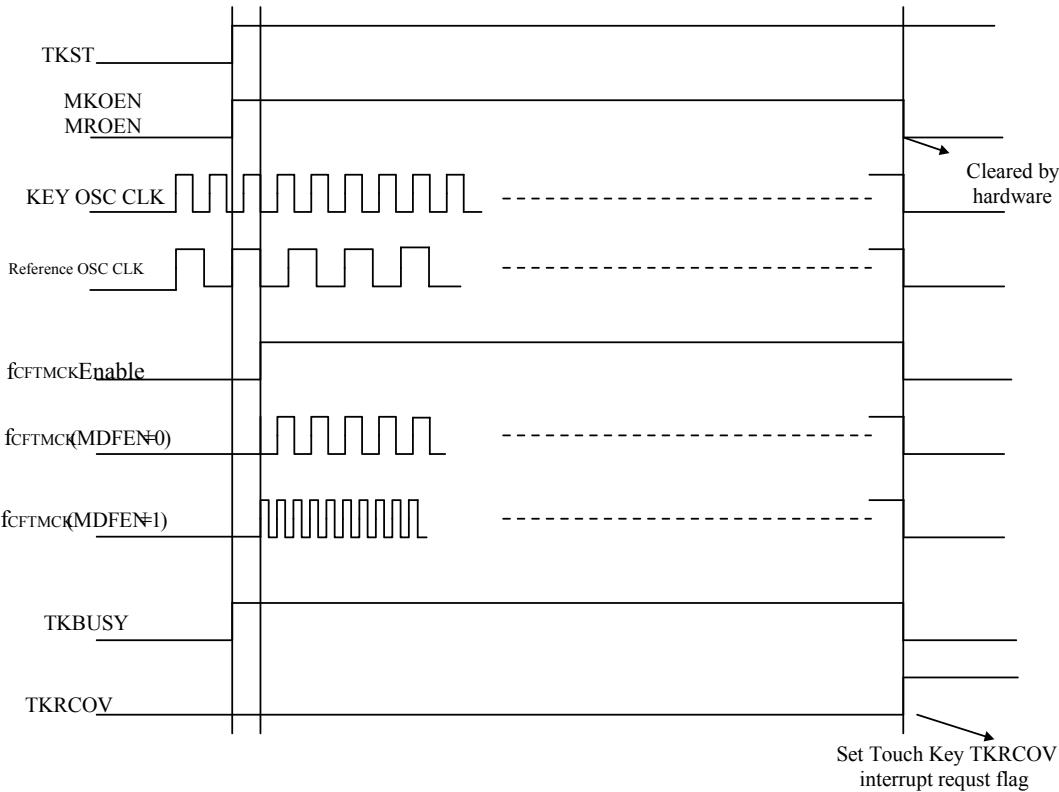 TKST
MKOEN
MROEN
Cleared by
hardware
KEY OSC CLK
Reference OSC CLK
fCFTMCKEnable
fCFTMCK(MDFEN=0)
fCFTMCK(MDFEN=1)
TKBUSY
TKRCOV
Set Touch Key TKRCOV
interrupt requst flag